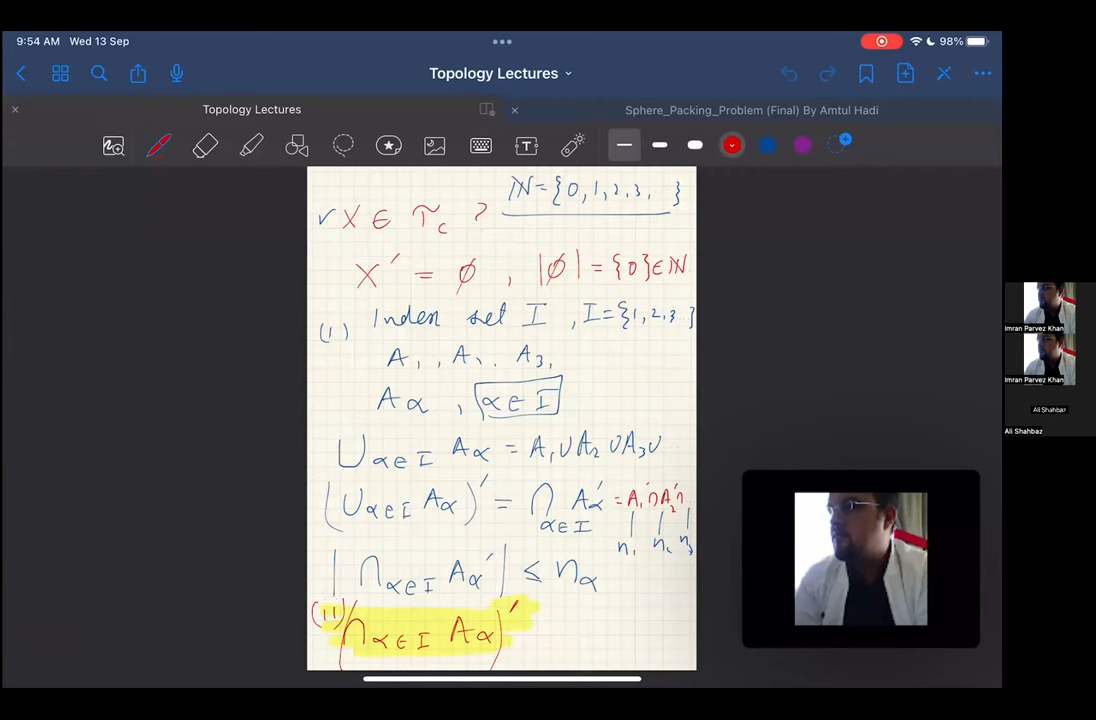 9:54 AM Wed 13 Sep
98%
Topology Lectures
Topology Lectures
Sphere_Packing_Problem (Final) By Amtul Hadi
ℕ={0,1,2,3, }
✓ X ∈ τc ?
X′ = ∅ , |∅| = {0}∈ℕ
(1) Index set I , I={1,2,3 }
A1, A2, A3,
Aα , α∈I
∪α∈I Aα = A1∪A2∪A3∪
(∪α∈I Aα)′ = ∩α∈I Aα′ = A1′∩A2′∩
n1 n2 n3
|∩α∈I Aα′| ≤ nα
(11) (∩α∈I Aα)′
Imran Parvez Khan
Imran Parvez Khan
Ali Shahbaz
Ali Shahbaz